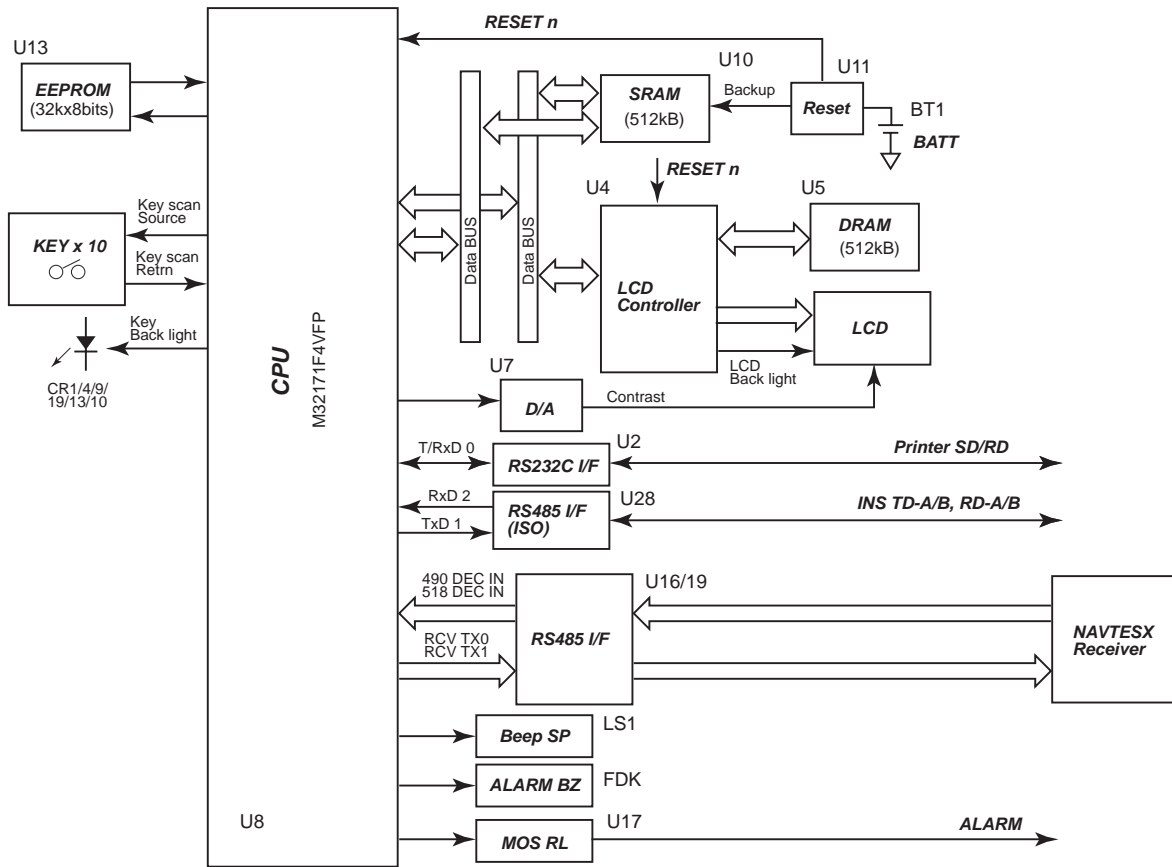 RESET n
U13
EEPROM
(32kx8bits)
U10
U11
SRAM
(512kB)
Backup
Reset
BT1
BATT
RESET n
U4
U5
DRAM
(512kB)
Key scan
Source
KEY x 10
Key scan
Retrn
Data BUS
Data BUS
LCD
Controller
LCD
Key
Back light
CR1/4/9/
19/13/10
CPU
M32171F4VFP
LCD
Back light
U7
D/A
Contrast
T/RxD 0
U2
RS232C I/F
Printer SD/RD
RxD 2
U28
RS485 I/F
(ISO)
INS TD-A/B, RD-A/B
TxD 1
490 DEC IN
518 DEC IN
U16/19
RS485 I/F
NAVTESX
Receiver
RCV TX0
RCV TX1
Beep SP
LS1
ALARM BZ
FDK
U8
MOS RL
U17
ALARM